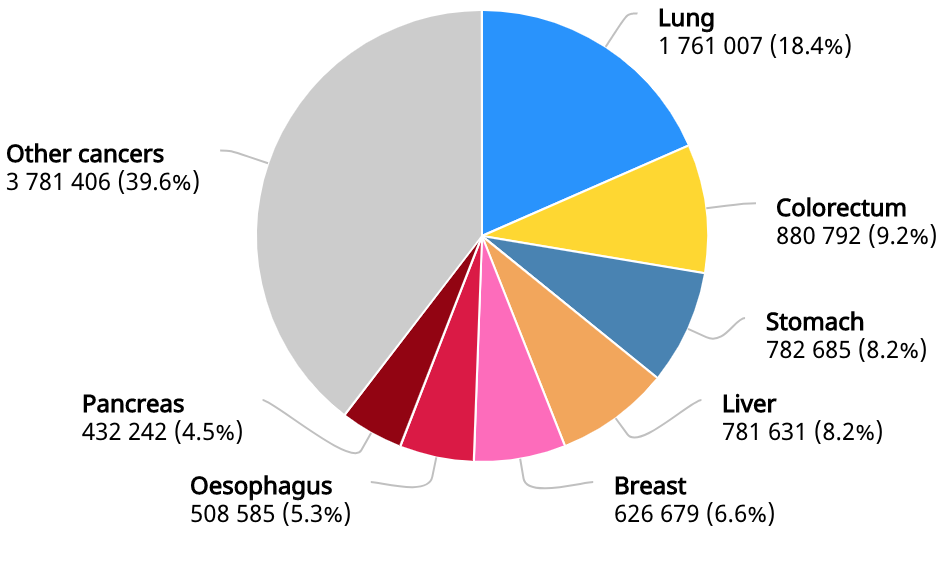 Lung
1 761 007 (18.4%)
Other cancers
3 781 406 (39.6%)
Colorectum
880 792 (9.2%)
Stomach
782 685 (8.2%)
Pancreas
432 242 (4.5%)
Liver
781 631 (8.2%)
Oesophagus
508 585 (5.3%)
Breast
626 679 (6.6%)